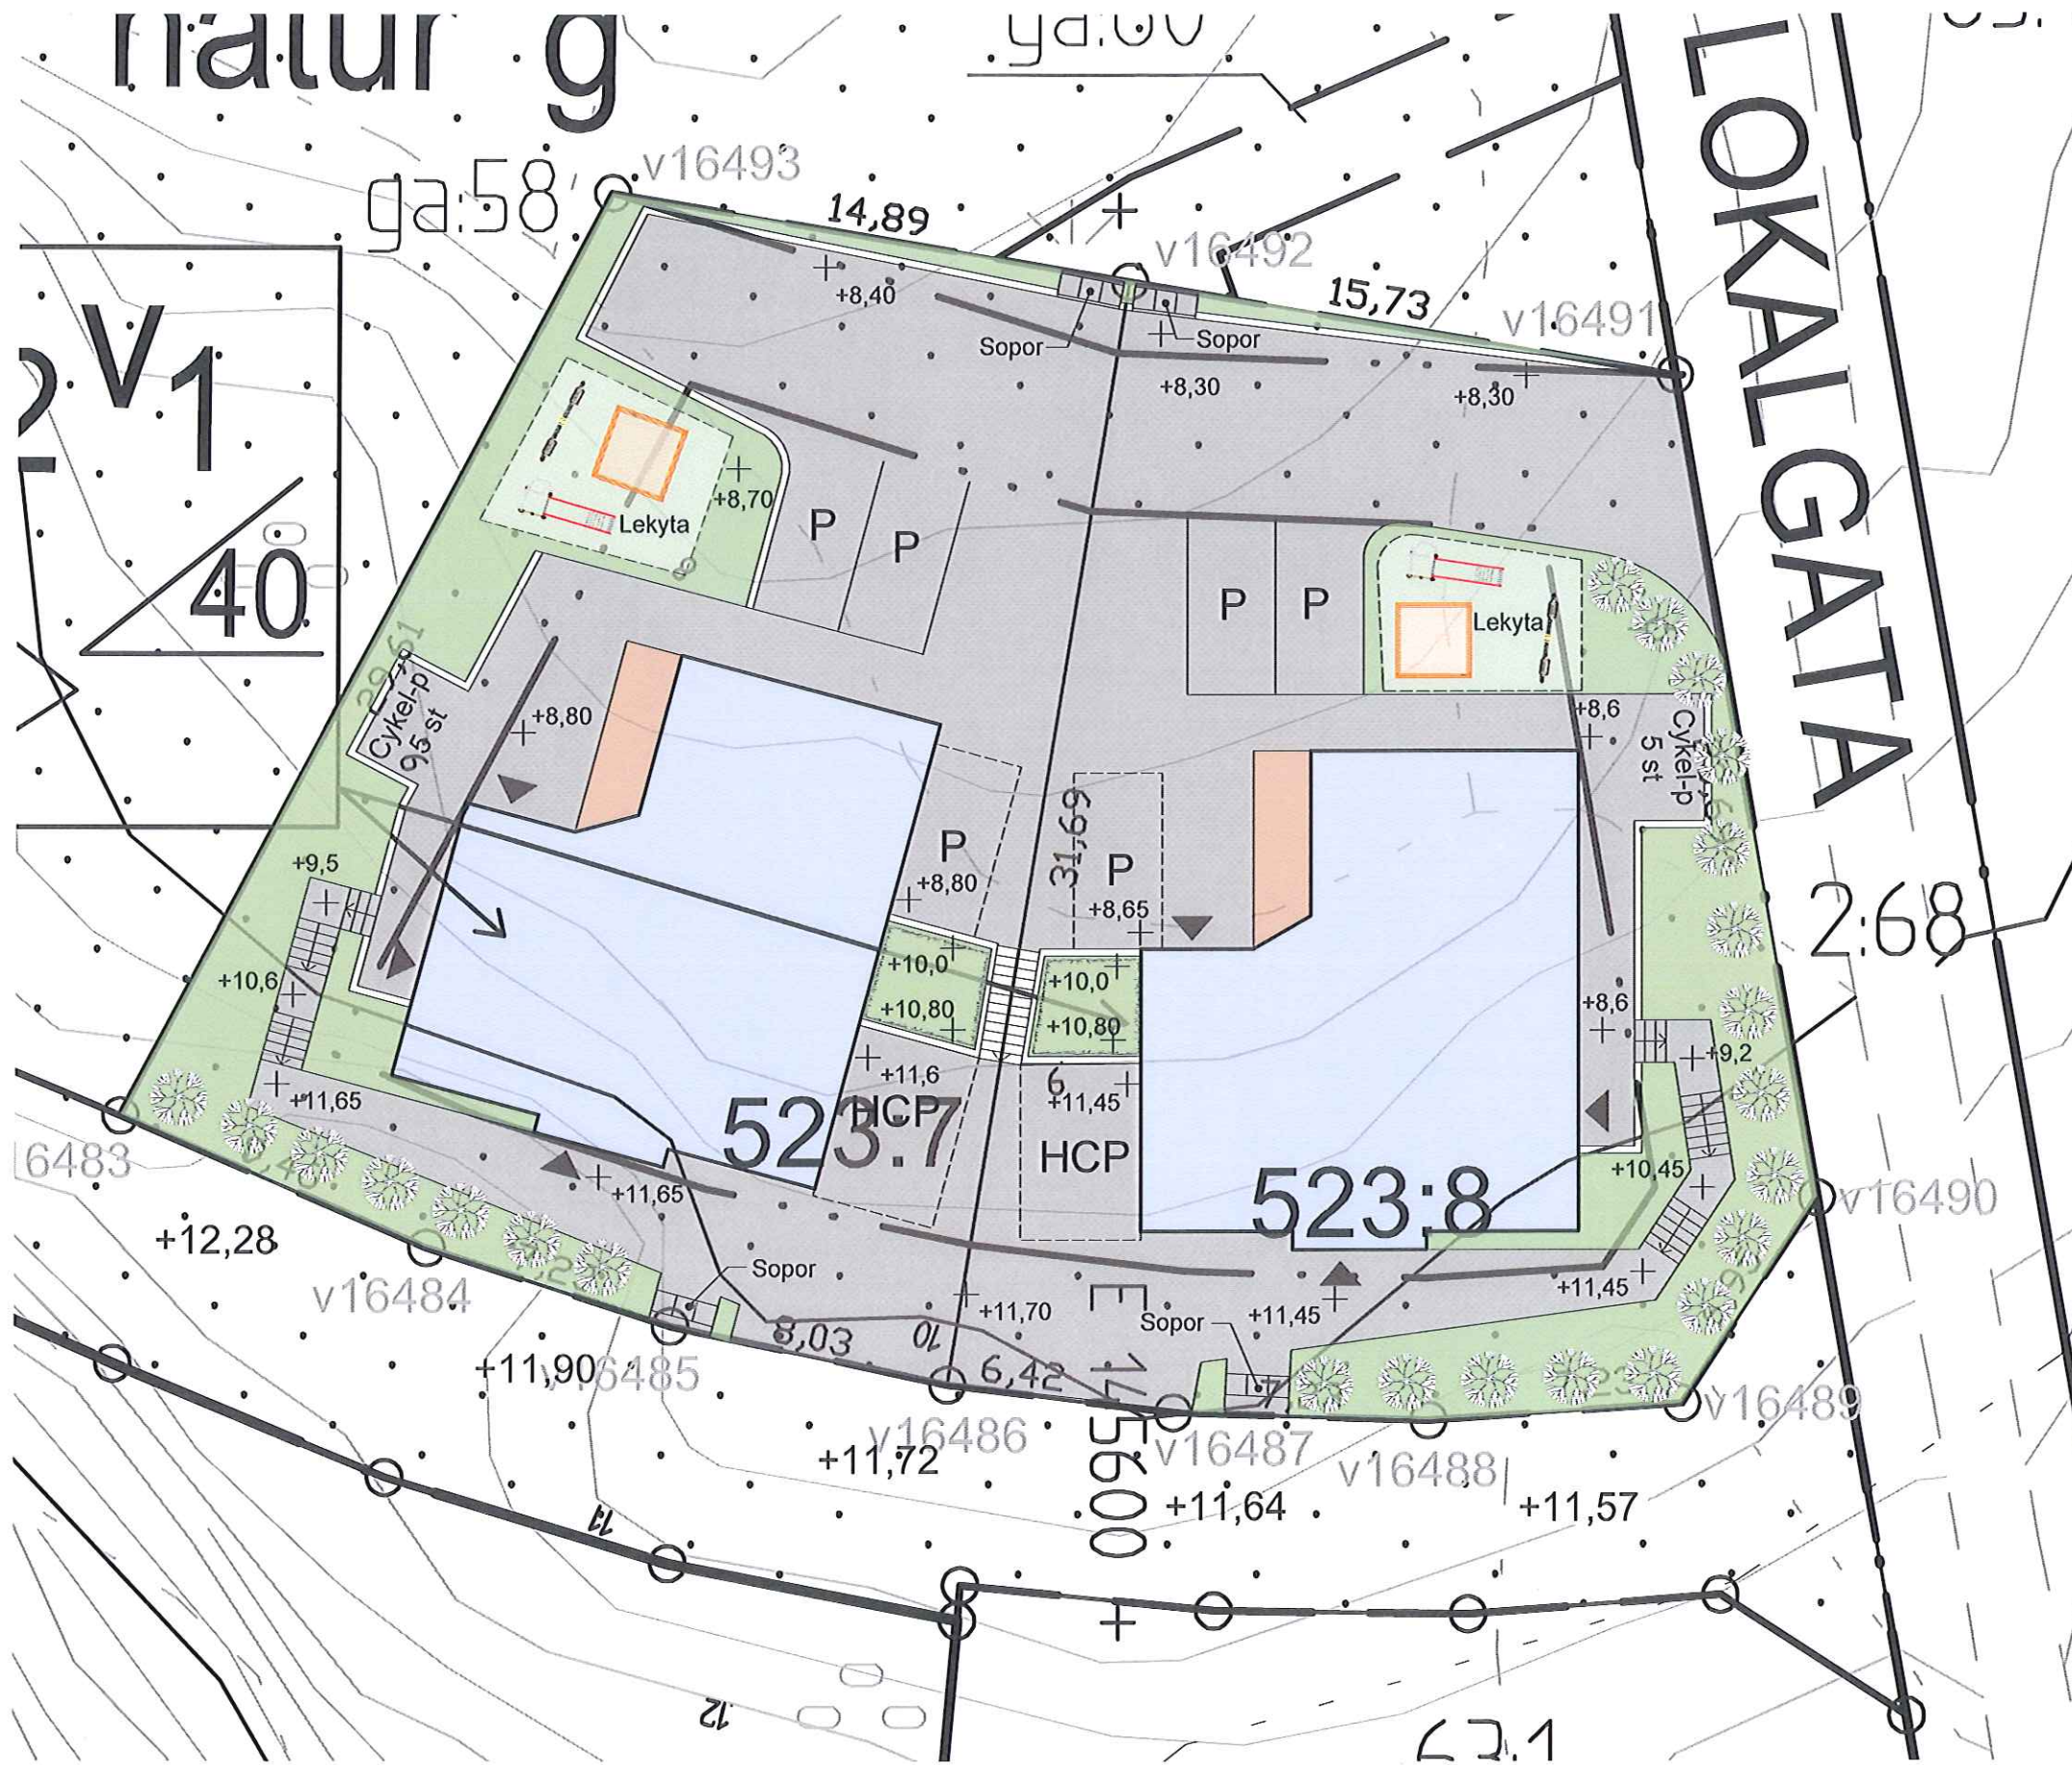 natur g
ga:58
v16493
14,89
v16492
15,73
v16491
LOKALGATA
+8,40
Sopor
Sopor
+8,30
+8,30
v1
40
+8,70
Lekyta
P
P
P
P
Lekyta
29,61
Cykel-p
9,5 st
+8,80
+8,6
Cykel-p
5 st
31,69
P
+8,80
P
+8,65
+9,5
2:68
+10,6
+10,0
+10,80
+10,0
+10,80
+8,6
+9,2
+11,65
+11,6
HCP
6
+11,45
HCP
523:7
523:8
+10,45
v16490
6483
+12,28
+11,65
v16484
Sopor
+11,70
Sopor
+11,45
+11,45
8,03
10
6,42
E 145600
+11,90
v16485
v16486
+11,72
v16487
v16488
v16489
+11,64
+11,57
11
12